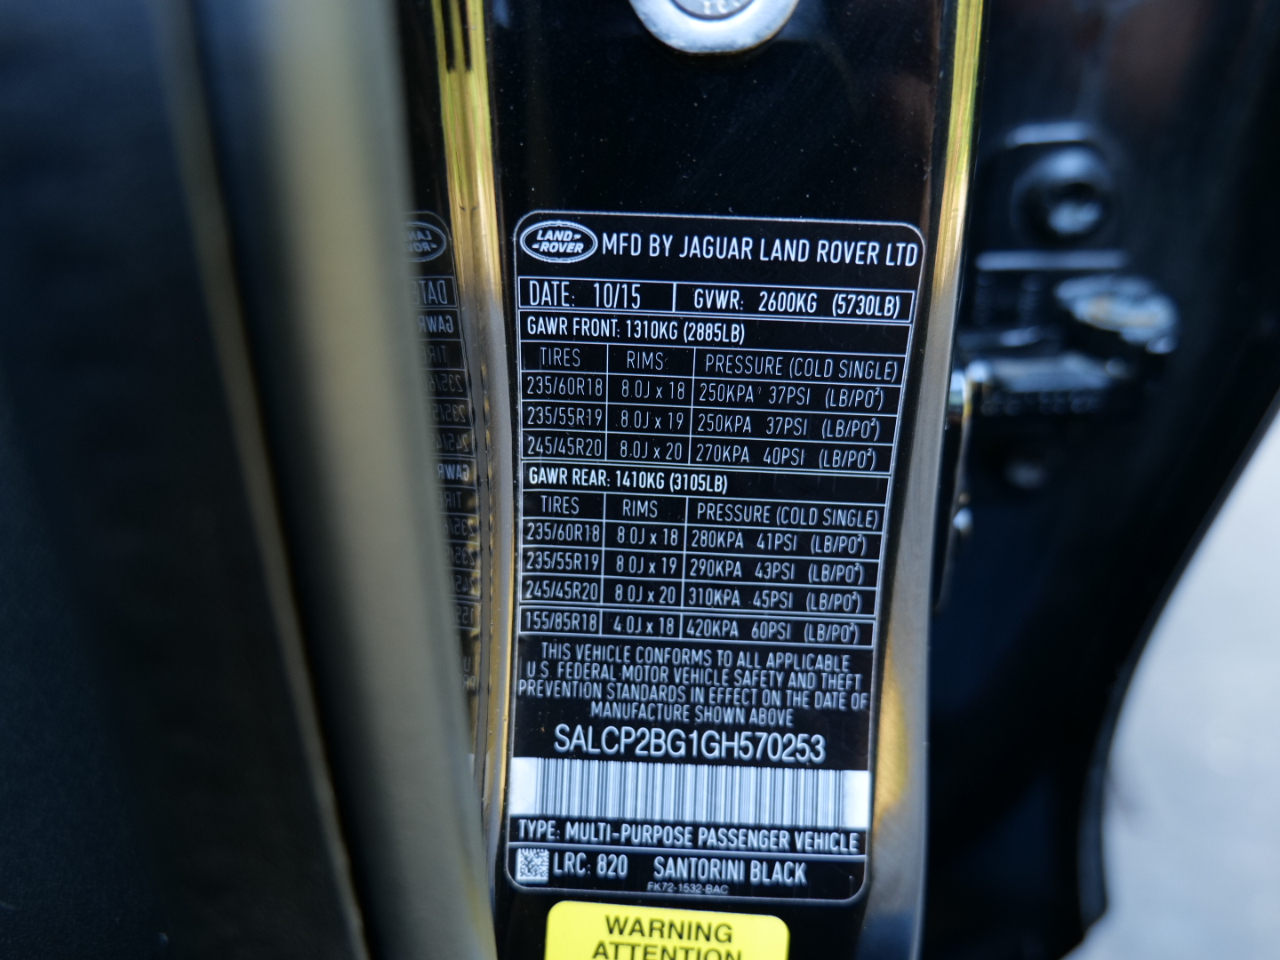 LAND-
-ROVER
MFD BY JAGUAR LAND ROVER LTD
DATE: 10/15 GVWR: 2600KG (5730LB)
GAWR FRONT: 1310KG (2885LB)
TIRES RIMS PRESSURE (COLD SINGLE)
235/60R18 8.0J x 18 250KPA 37PSI (LB/PO²)
235/55R19 8.0J x 19 250KPA 37PSI (LB/PO²)
245/45R20 8.0J x 20 270KPA 40PSI (LB/PO²)
GAWR REAR: 1410KG (3105LB)
TIRES RIMS PRESSURE (COLD SINGLE)
235/60R18 8.0J x 18 280KPA 41PSI (LB/PO²)
235/55R19 8.0J x 19 290KPA 43PSI (LB/PO²)
245/45R20 8.0J x 20 310KPA 45PSI (LB/PO²)
155/85R18 4.0J x 18 420KPA 60PSI (LB/PO²)
THIS VEHICLE CONFORMS TO ALL APPLICABLE
U.S. FEDERAL MOTOR VEHICLE SAFETY AND THEFT
PREVENTION STANDARDS IN EFFECT ON THE DATE OF
MANUFACTURE SHOWN ABOVE
SALCP2BG1GH570253
TYPE: MULTI-PURPOSE PASSENGER VEHICLE
LRC: 820 SANTORINI BLACK
FK72-1532-BAC
WARNING
ATTENTION